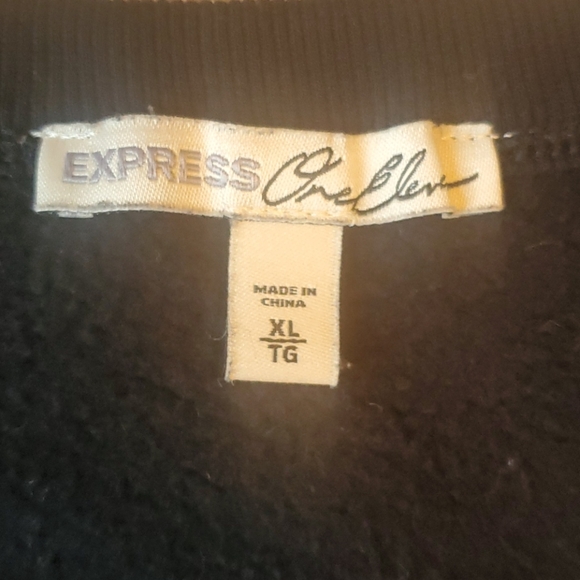 EXPRESS One Eleven
MADE IN
CHINA
XL
TG